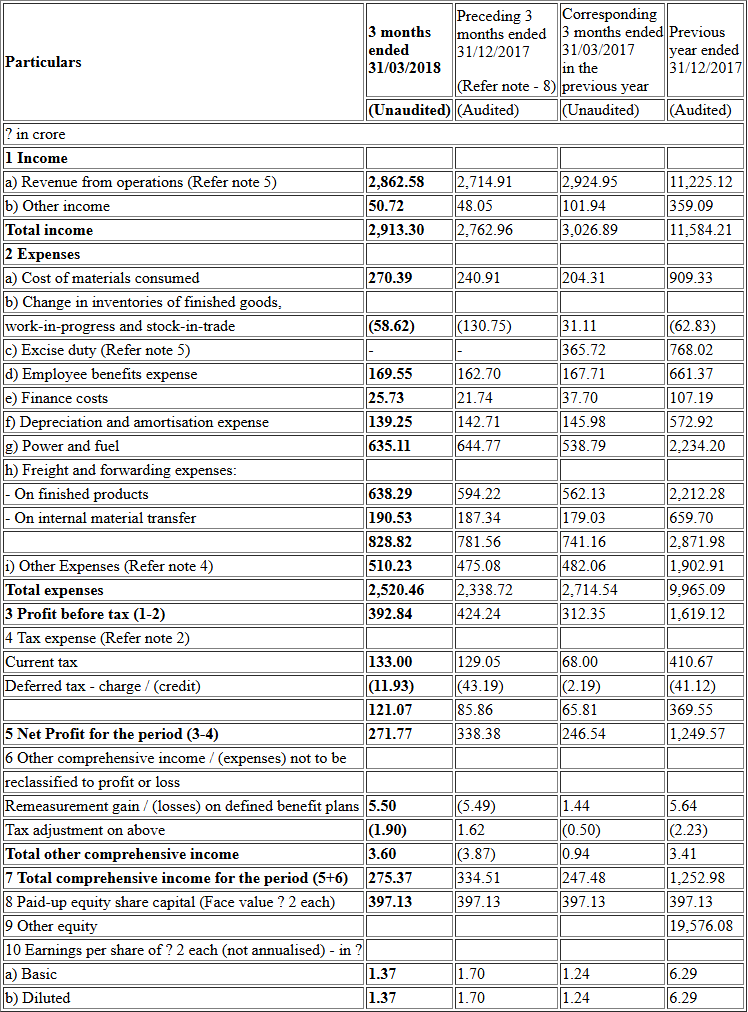 Particulars 3 months ended 31/03/2018 Preceding 3 months ended 31/12/2017 (Refer note - 8) Corresponding 3 months ended 31/03/2017 in the previous year Previous year ended 31/12/2017
(Unaudited) (Audited) (Unaudited) (Audited)
? in crore
1 Income
a) Revenue from operations (Refer note 5) 2,862.58 2,714.91 2,924.95 11,225.12
b) Other income 50.72 48.05 101.94 359.09
Total income 2,913.30 2,762.96 3,026.89 11,584.21
2 Expenses
a) Cost of materials consumed 270.39 240.91 204.31 909.33
b) Change in inventories of finished goods,
work-in-progress and stock-in-trade (58.62) (130.75) 31.11 (62.83)
c) Excise duty (Refer note 5) - - 365.72 768.02
d) Employee benefits expense 169.55 162.70 167.71 661.37
e) Finance costs 25.73 21.74 37.70 107.19
f) Depreciation and amortisation expense 139.25 142.71 145.98 572.92
g) Power and fuel 635.11 644.77 538.79 2,234.20
h) Freight and forwarding expenses:
- On finished products 638.29 594.22 562.13 2,212.28
- On internal material transfer 190.53 187.34 179.03 659.70
828.82 781.56 741.16 2,871.98
i) Other Expenses (Refer note 4) 510.23 475.08 482.06 1,902.91
Total expenses 2,520.46 2,338.72 2,714.54 9,965.09
3 Profit before tax (1-2) 392.84 424.24 312.35 1,619.12
4 Tax expense (Refer note 2)
Current tax 133.00 129.05 68.00 410.67
Deferred tax - charge / (credit) (11.93) (43.19) (2.19) (41.12)
121.07 85.86 65.81 369.55
5 Net Profit for the period (3-4) 271.77 338.38 246.54 1,249.57
6 Other comprehensive income / (expenses) not to be
reclassified to profit or loss
Remeasurement gain / (losses) on defined benefit plans 5.50 (5.49) 1.44 5.64
Tax adjustment on above (1.90) 1.62 (0.50) (2.23)
Total other comprehensive income 3.60 (3.87) 0.94 3.41
7 Total comprehensive income for the period (5+6) 275.37 334.51 247.48 1,252.98
8 Paid-up equity share capital (Face value ? 2 each) 397.13 397.13 397.13 397.13
9 Other equity 19,576.08
10 Earnings per share of ? 2 each (not annualised) - in ?
a) Basic 1.37 1.70 1.24 6.29
b) Diluted 1.37 1.70 1.24 6.29